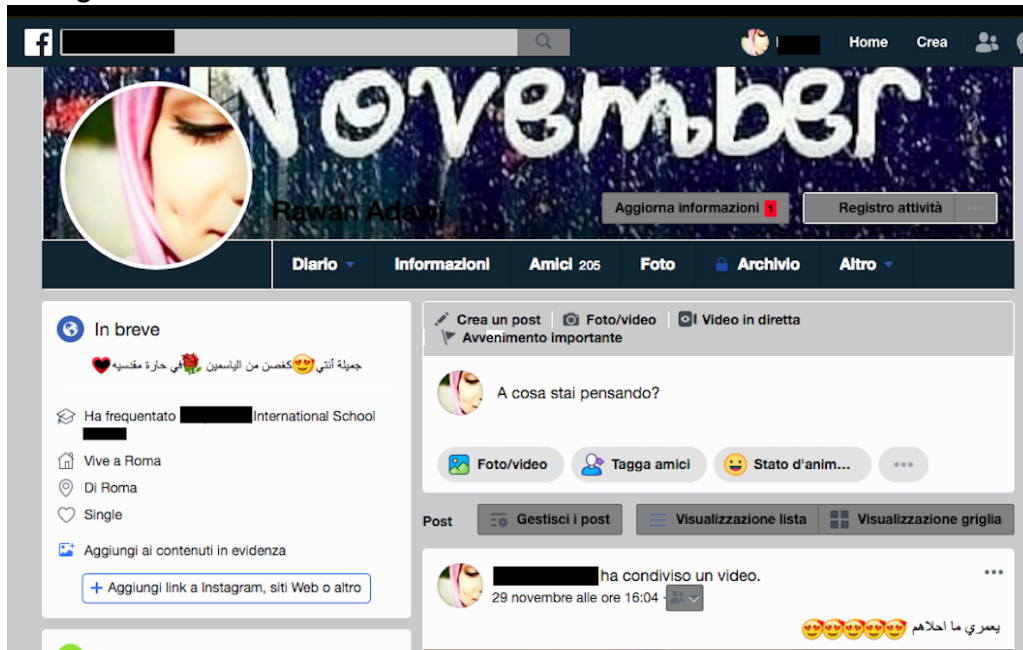 f
Home Crea
November
Rawan Adawi
Aggiorna informazioni 1
Registro attività ...
Diario
Informazioni
Amici 205
Foto
Archivio
Altro
In breve
جميلة أنتي😍كغصن من الياسمين 🌹في حارة مقدسيه❤
Ha frequentato
International School
Vive a Roma
Di Roma
Single
Aggiungi ai contenuti in evidenza
+ Aggiungi link a Instagram, siti Web o altro
Crea un post
Foto/video
Video in diretta
Avvenimento importante
A cosa stai pensando?
Foto/video
Tagga amici
Stato d'anim...
...
Post
Gestisci i post
Visualizzazione lista
Visualizzazione griglia
ha condiviso un video.
...
29 novembre alle ore 16:04 ·
يعمري ما احلاهم 😍😍😍😍😍